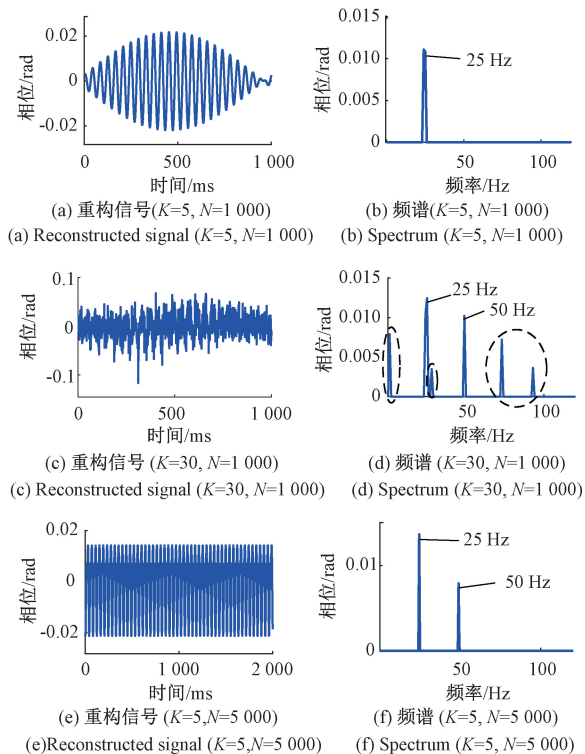 0.02
0
-0.02
相位/rad
0
500
1 000
时间/ms
(a) 重构信号(K=5, N=1 000)
(a) Reconstructed signal (K=5, N=1 000)
0.015
0.010
0.005
0
相位/rad
25 Hz
50
100
频率/Hz
(b) 频谱(K=5, N=1 000)
(b) Spectrum (K=5, N=1 000)
0.1
0
-0.1
相位/rad
0
500
1 000
时间/ms
(c) 重构信号 (K=30, N=1 000)
(c) Reconstructed signal (K=30, N=1 000)
0.015
0.010
0.005
0
相位/rad
25 Hz
50 Hz
50
100
频率/Hz
(d) 频谱 (K=30, N=1 000)
(d) Spectrum (K=30, N=1 000)
0.02
0
-0.02
相位/rad
0
1 000
2 000
时间/ms
(e) 重构信号 (K=5,N=5 000)
(e)Reconstructed signal (K=5,N=5 000)
0.01
0
相位/rad
25 Hz
50 Hz
50
100
频率/Hz
(f) 频谱 (K=5, N=5 000)
(f) Spectrum (K=5, N=5 000)